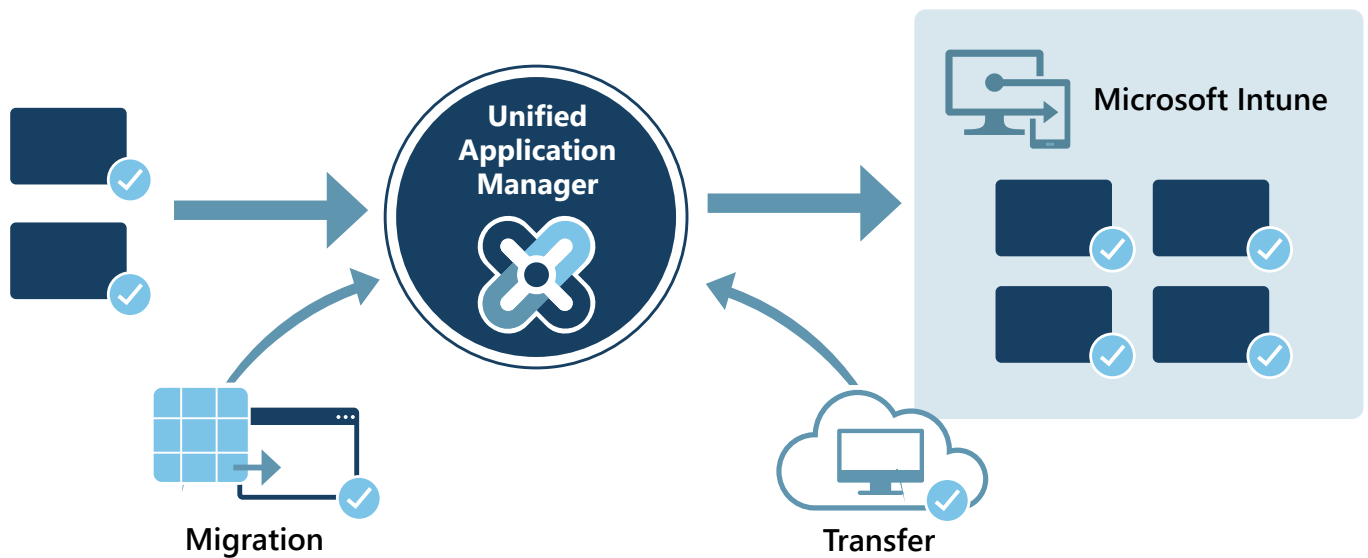 Unified
Application
Manager
Microsoft Intune
Migration
Transfer